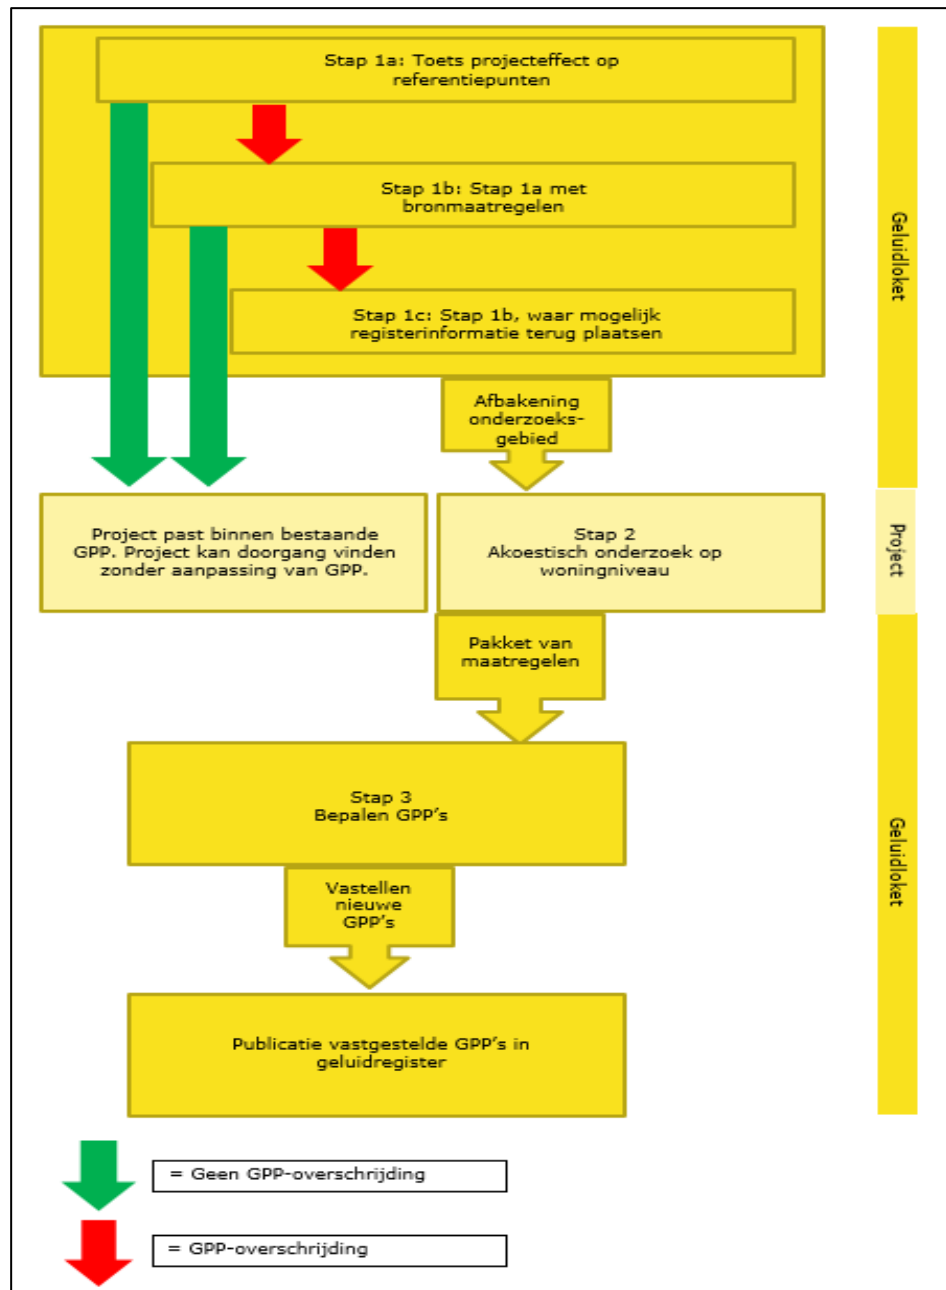 Stap 1a: Toets projecteffect op
referentiepunten
Stap 1b: Stap 1a met
bronmaatregelen
Stap 1c: Stap 1b, waar mogelijk
registerinformatie terug plaatsen
Geluidloket
Afbakening
onderzoeks-
gebied
Project past binnen bestaande
GPP. Project kan doorgang vinden
zonder aanpassing van GPP.
Stap 2
Akoestisch onderzoek op
woningniveau
Project
Pakket van
maatregelen
Stap 3
Bepalen GPP's
Geluidloket
Vastellen
nieuwe
GPP's
Publicatie vastgestelde GPP's in
geluidregister
= Geen GPP-overschrijding
= GPP-overschrijding